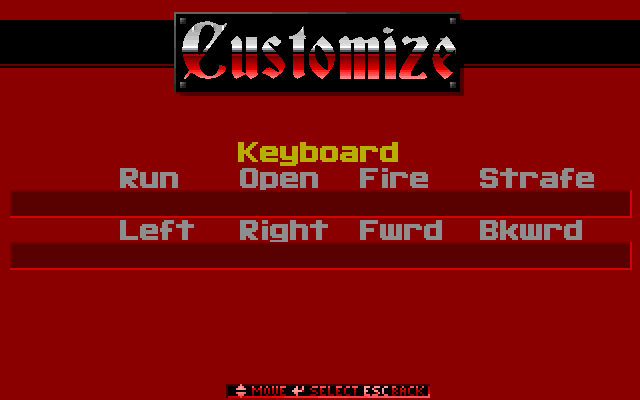 Customize
Keyboard
Run Open Fire Strafe
Left Right Fwrd Bkwrd
MOVE SELECT ESC BACK